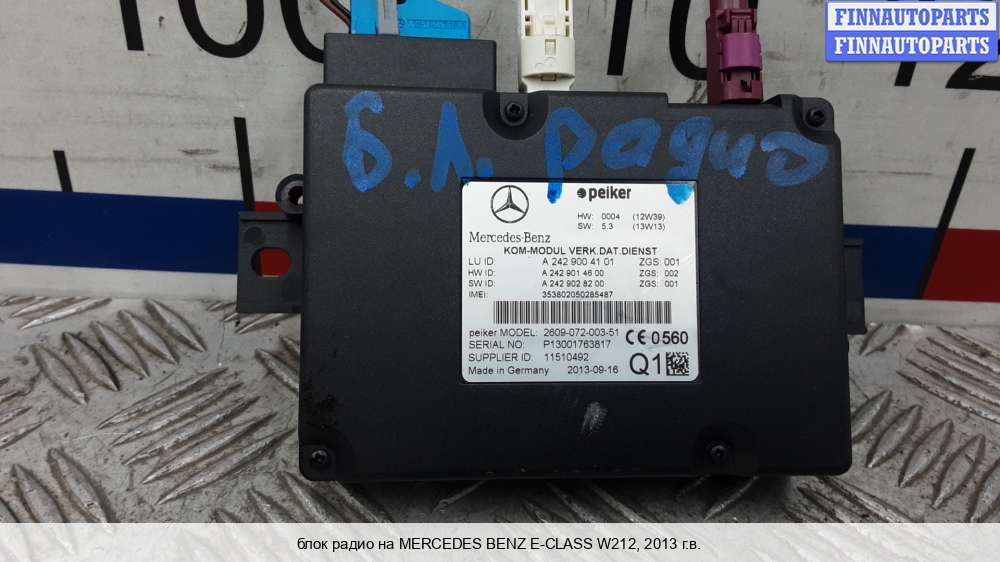 FINNAUTOPARTS
FINNAUTOPARTS
б.Л. радио
peiker
HW: 0004 (12W39)
SW: 5.3 (13W13)
Mercedes-Benz
KOM-MODUL VERK.DAT.DIENST
LU ID: A 242 900 41 01 ZGS: 001
HW ID: A 242 901 46 00 ZGS: 002
SW ID: A 242 902 82 00 ZGS: 001
IMEI: 353802050285487
peiker MODEL: 2609-072-003-51
SERIAL NO: P13001763817 CE 0560
SUPPLIER ID: 11510492
Made in Germany 2013-09-16 Q1
блок радио на MERCEDES BENZ E-CLASS W212, 2013 г.в.